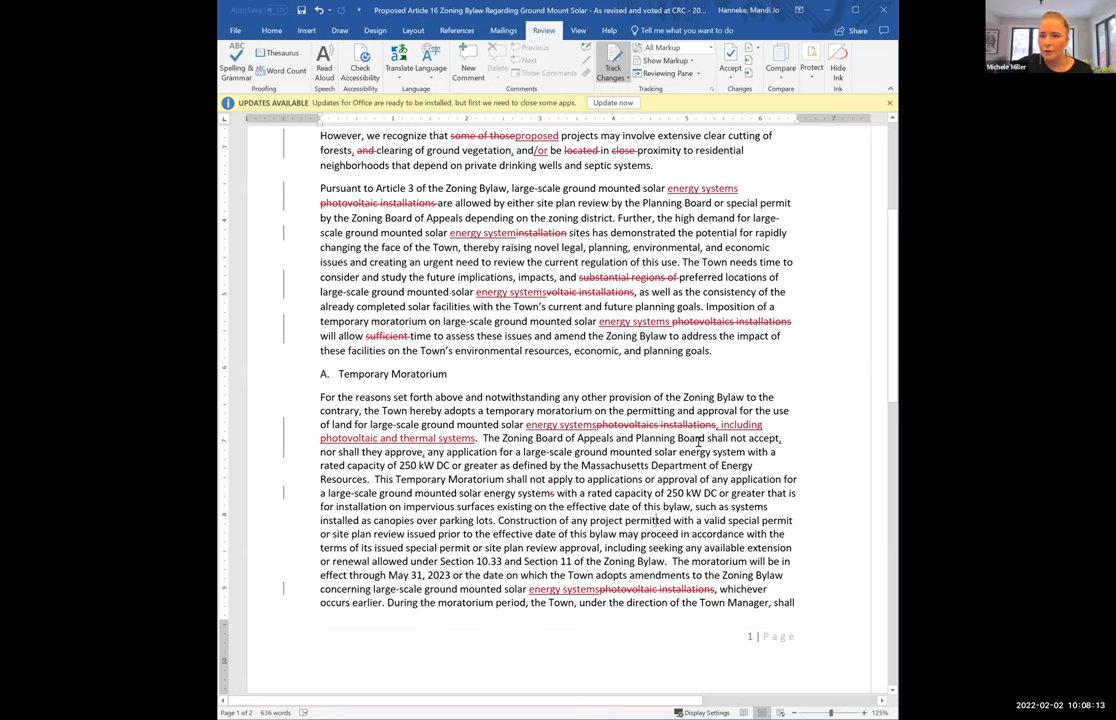 AutoSave Off
Proposed Article 16 Zoning Bylaw Regarding Ground Mount Solar - As revised and voted at CRC - 20...
Hanneke, Mandi Jo
File Home Insert Draw Design Layout References Mailings Review View Help Tell me what you want to do Share
ABC
Spelling & Grammar
Thesaurus
Word Count
Read Aloud
Check Accessibility
Translate
Language
New Comment
Delete
Previous
Next
Show Comments
Track Changes
All Markup
Show Markup
Reviewing Pane
Accept
Compare
Protect
Hide Ink
Proofing Speech Accessibility Language Comments Tracking Changes Compare Ink
UPDATES AVAILABLE Updates for Office are ready to be installed, but first we need to close some apps. Update now
However, we recognize that some of thoseproposed projects may involve extensive clear cutting of
forests, and clearing of ground vegetation, and/or be located in close proximity to residential
neighborhoods that depend on private drinking wells and septic systems.
Pursuant to Article 3 of the Zoning Bylaw, large-scale ground mounted solar energy systems
photovoltaic installations are allowed by either site plan review by the Planning Board or special permit
by the Zoning Board of Appeals depending on the zoning district. Further, the high demand for large-
scale ground mounted solar energy systeminstallation sites has demonstrated the potential for rapidly
changing the face of the Town, thereby raising novel legal, planning, environmental, and economic
issues and creating an urgent need to review the current regulation of this use. The Town needs time to
consider and study the future implications, impacts, and substantial regions of preferred locations of
large-scale ground mounted solar energy systemsvoltaic installations, as well as the consistency of the
already completed solar facilities with the Town's current and future planning goals. Imposition of a
temporary moratorium on large-scale ground mounted solar energy systems photovoltaics installations
will allow sufficient time to assess these issues and amend the Zoning Bylaw to address the impact of
these facilities on the Town's environmental resources, economic, and planning goals.
A. Temporary Moratorium
For the reasons set forth above and notwithstanding any other provision of the Zoning Bylaw to the
contrary, the Town hereby adopts a temporary moratorium on the permitting and approval for the use
of land for large-scale ground mounted solar energy systemsphotovoltaics installations, including
photovoltaic and thermal systems. The Zoning Board of Appeals and Planning Board shall not accept,
nor shall they approve, any application for a large-scale ground mounted solar energy system with a
rated capacity of 250 kW DC or greater as defined by the Massachusetts Department of Energy
Resources. This Temporary Moratorium shall not apply to applications or approval of any application for
a large-scale ground mounted solar energy systems with a rated capacity of 250 kW DC or greater that is
for installation on impervious surfaces existing on the effective date of this bylaw, such as systems
installed as canopies over parking lots. Construction of any project permitted with a valid special permit
or site plan review issued prior to the effective date of this bylaw may proceed in accordance with the
terms of its issued special permit or site plan review approval, including seeking any available extension
or renewal allowed under Section 10.33 and Section 11 of the Zoning Bylaw. The moratorium will be in
effect through May 31, 2023 or the date on which the Town adopts amendments to the Zoning Bylaw
concerning large-scale ground mounted solar energy systemsphotovoltaic installations, whichever
occurs earlier. During the moratorium period, the Town, under the direction of the Town Manager, shall
1 | Page
Page 1 of 2 636 words Display Settings 125%
Michele Miller
2022-02-02 10:08:13